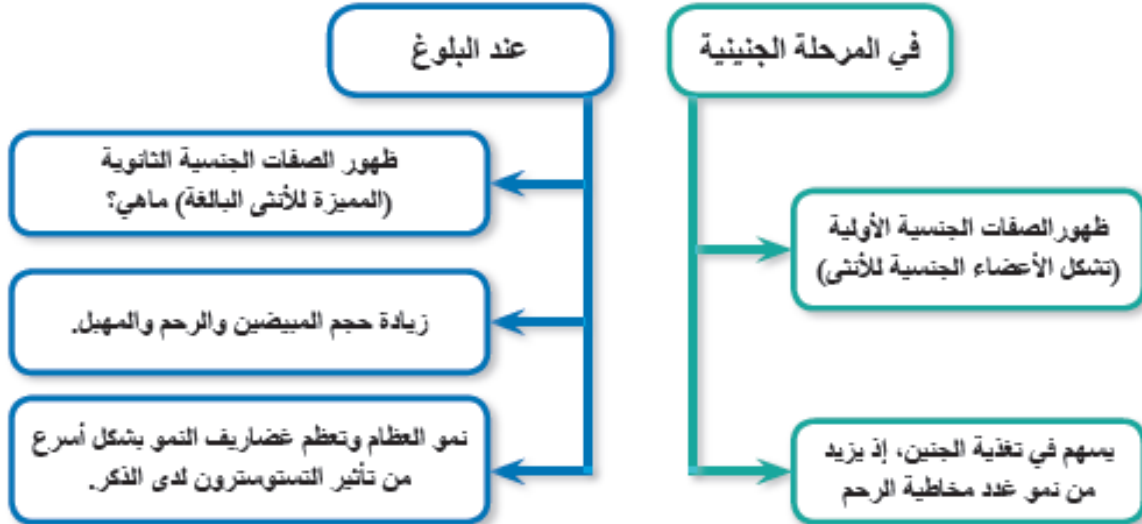 في المرحلة الجنينية
ظهور الصفات الجنسية الأولية
(تشكل الأعضاء الجنسية للأنثى)
يسهم في تغذية الجنين، إذ يزيد
من نمو غدد مخاطية الرحم
عند البلوغ
ظهور الصفات الجنسية الثانوية
(المميزة للأنثى البالغة) ماهي؟
زيادة حجم المبيضين والرحم والمهبل.
نمو العظام وتعظم غضاريف النمو بشكل أسرع
من تأثير التستوسترون لدى الذكر.